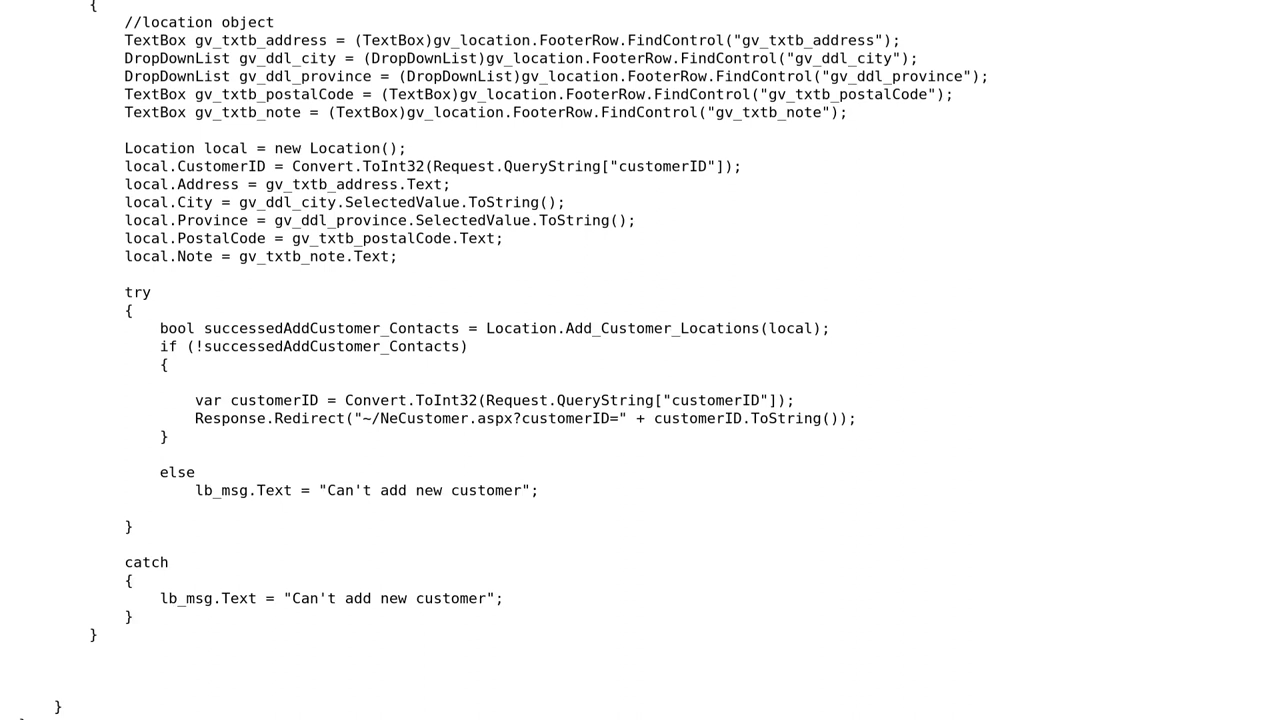 {
//location object
TextBox gv_txtb_address = (TextBox)gv_location.FooterRow.FindControl("gv_txtb_address");
DropDownList gv_ddl_city = (DropDownList)gv_location.FooterRow.FindControl("gv_ddl_city");
DropDownList gv_ddl_province = (DropDownList)gv_location.FooterRow.FindControl("gv_ddl_province");
TextBox gv_txtb_postalCode = (TextBox)gv_location.FooterRow.FindControl("gv_txtb_postalCode");
TextBox gv_txtb_note = (TextBox)gv_location.FooterRow.FindControl("gv_txtb_note");
Location local = new Location();
local.CustomerID = Convert.ToInt32(Request.QueryString["customerID"]);
local.Address = gv_txtb_address.Text;
local.City = gv_ddl_city.SelectedValue.ToString();
local.Province = gv_ddl_province.SelectedValue.ToString();
local.PostalCode = gv_txtb_postalCode.Text;
local.Note = gv_txtb_note.Text;
try
{
bool successedAddCustomer_Contacts = Location.Add_Customer_Locations(local);
if (!successedAddCustomer_Contacts)
{
var customerID = Convert.ToInt32(Request.QueryString["customerID"]);
Response.Redirect("~/NeCustomer.aspx?customerID=" + customerID.ToString());
}
else
lb_msg.Text = "Can't add new customer";
}
catch
{
lb_msg.Text = "Can't add new customer";
}
}
}